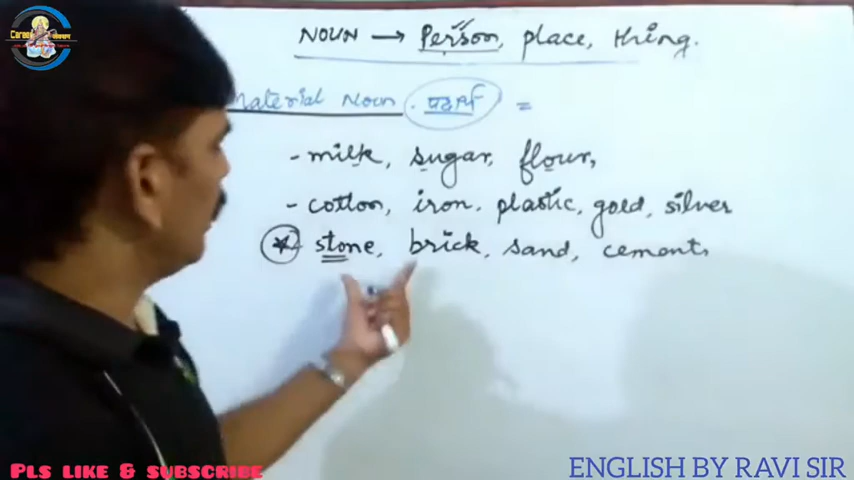 NOUN → Person, place, thing.
Material Noun. पदार्थ =
- milk, sugar, flour,
- cotton, iron, plastic, gold, silver
* - stone, brick, sand, cement,
PLS LIKE & SUBSCRIBE
ENGLISH BY RAVI SIR